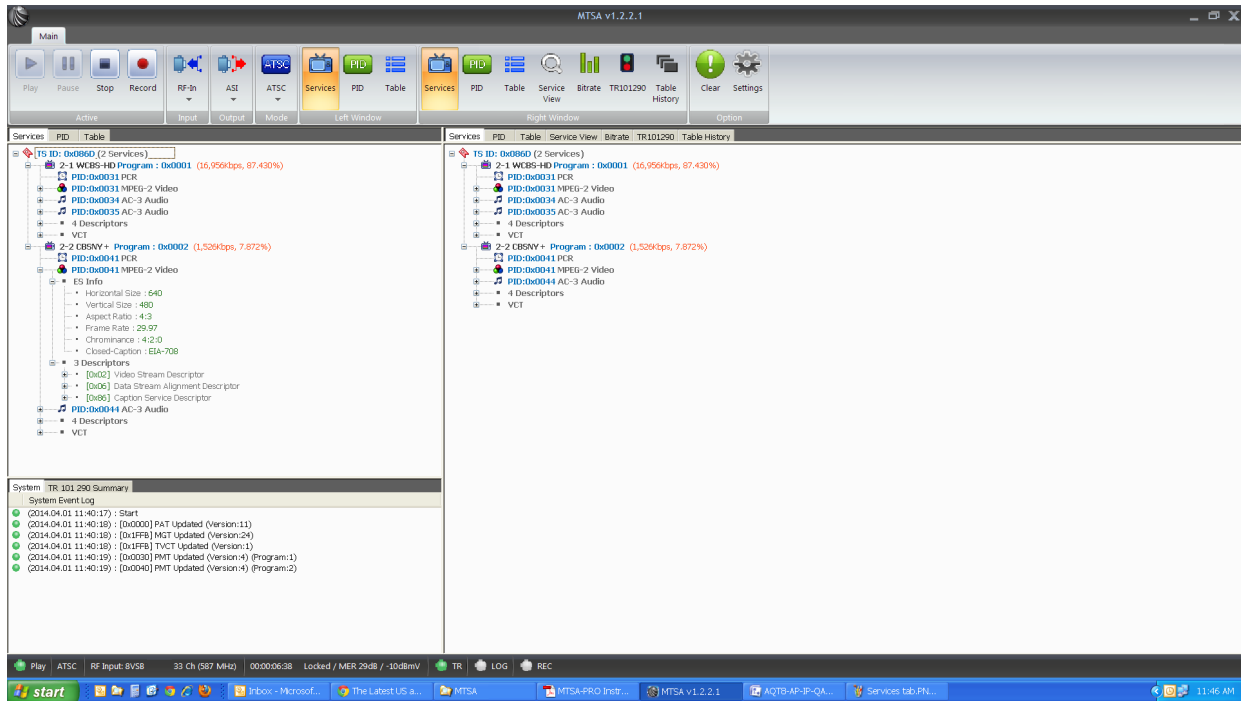 MTSA v1.2.2.1
Main
Play Pause Stop Record RF-In ASI ATSC ATSC Services PID PID Table Services PID PID Table Service View Bitrate TR101290 Table History Clear Settings
Active Input Output Mode Left Window Right Window Option
Services PID Table
TS ID: 0x086D (2 Services)
2-1 WCBS-HD Program : 0x0001 (16,956Kbps, 87.430%)
PID:0x0031 PCR
PID:0x0031 MPEG-2 Video
PID:0x0034 AC-3 Audio
PID:0x0035 AC-3 Audio
4 Descriptors
VCT
2-2 CBSNY+ Program : 0x0002 (1,526Kbps, 7.872%)
PID:0x0041 PCR
PID:0x0041 MPEG-2 Video
ES Info
Horizontal Size : 640
Vertical Size : 480
Aspect Ratio : 4:3
Frame Rate : 29.97
Chrominance : 4:2:0
Closed-Caption : EIA-708
3 Descriptors
[0x02] Video Stream Descriptor
[0x06] Data Stream Alignment Descriptor
[0x86] Caption Service Descriptor
PID:0x0044 AC-3 Audio
4 Descriptors
VCT
Services PID Table Service View Bitrate TR101290 Table History
TS ID: 0x086D (2 Services)
2-1 WCBS-HD Program : 0x0001 (16,956Kbps, 87.430%)
PID:0x0031 PCR
PID:0x0031 MPEG-2 Video
PID:0x0034 AC-3 Audio
PID:0x0035 AC-3 Audio
4 Descriptors
VCT
2-2 CBSNY+ Program : 0x0002 (1,526Kbps, 7.872%)
PID:0x0041 PCR
PID:0x0041 MPEG-2 Video
PID:0x0044 AC-3 Audio
4 Descriptors
VCT
System TR 101 290 Summary
System Event Log
(2014.04.01 11:40:17) : Start
(2014.04.01 11:40:18) : [0x0000] PAT Updated (Version:11)
(2014.04.01 11:40:18) : [0x1FFB] MGT Updated (Version:24)
(2014.04.01 11:40:18) : [0x1FFB] TVCT Updated (Version:1)
(2014.04.01 11:40:19) : [0x0030] PMT Updated (Version:4) (Program:1)
(2014.04.01 11:40:19) : [0x0040] PMT Updated (Version:4) (Program:2)
Play ATSC RF Input: 8VSB 33 Ch (587 MHz) 00:00:06:38 Locked / MER 29dB / -10dBmV TR LOG REC
start Inbox - Microsof... The Latest US a... MTSA MTSA-PRO Instr... MTSA v1.2.2.1 AQTB-AP-IP-QA... Services tab.PN... 11:46 AM